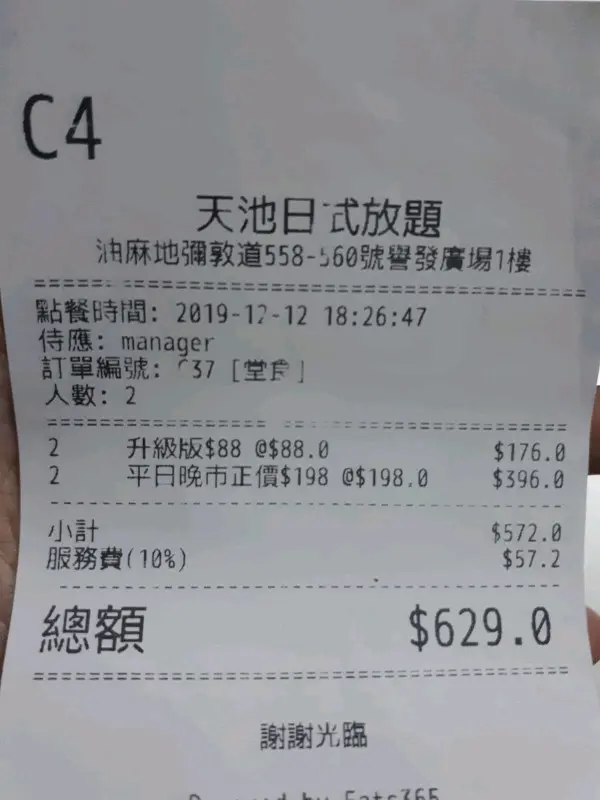 C4
天池日式放題
油麻地彌敦道558-560號譽發廣場1樓
點餐時間: 2019-12-12 18:26:47
侍應: manager
訂單編號: 37 [堂食]
人數: 2
2 升級版$88 @$88.0 $176.0
2 平日晚市正價$198 @$198.0 $396.0
小計 $572.0
服務費(10%) $57.2
總額 $629.0
謝謝光臨
Powered by Eats365